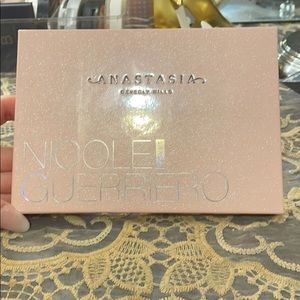 ANASTASIA
BEVERLY HILLS
NICOLE
GUERRIERO